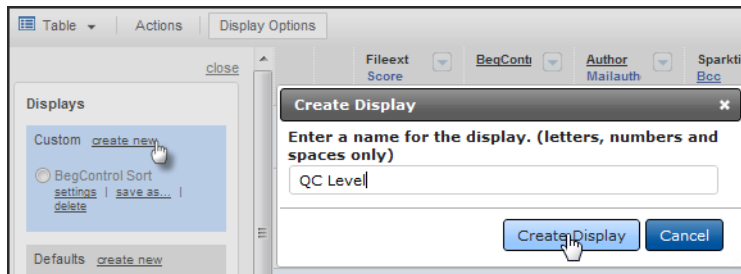 Table Actions Display Options
close
Fileext BegConti Author Sparkti
Score Mailauth Bcc
Displays
Custom create new
BegControl Sort
settings | save as... |
delete
Defaults create new
Create Display x
Enter a name for the display. (letters, numbers and
spaces only)
QC Level
Create Display Cancel